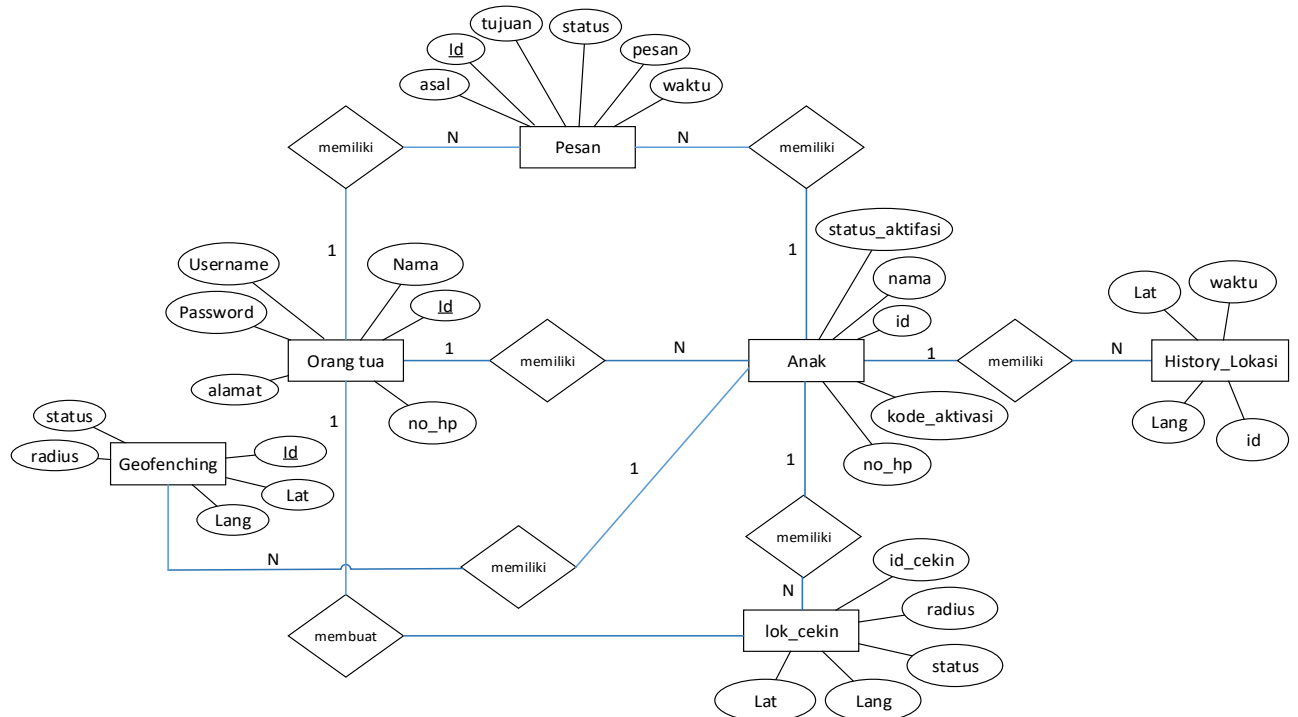 tujuan
status
Id
pesan
asal
waktu
memiliki
N
Pesan
N
memiliki
1
1
status_aktifasi
Username
Nama
nama
Lat
waktu
Password
Id
id
Orang tua
1
memiliki
N
Anak
1
memiliki
N
History_Lokasi
alamat
no_hp
kode_aktivasi
Lang
id
status
1
no_hp
radius
Geofenching
Id
1
1
Lat
Lang
memiliki
N
memiliki
id_cekin
N
radius
membuat
lok_cekin
status
Lat
Lang